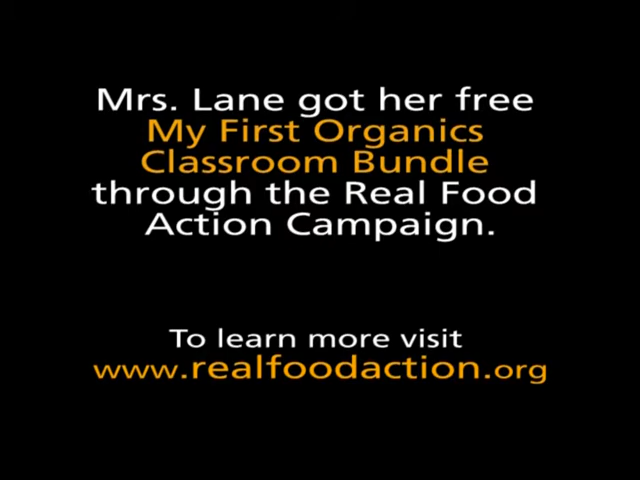 Mrs. Lane got her free
My First Organics
Classroom Bundle
through the Real Food
Action Campaign.
To learn more visit
www.realfoodaction.org